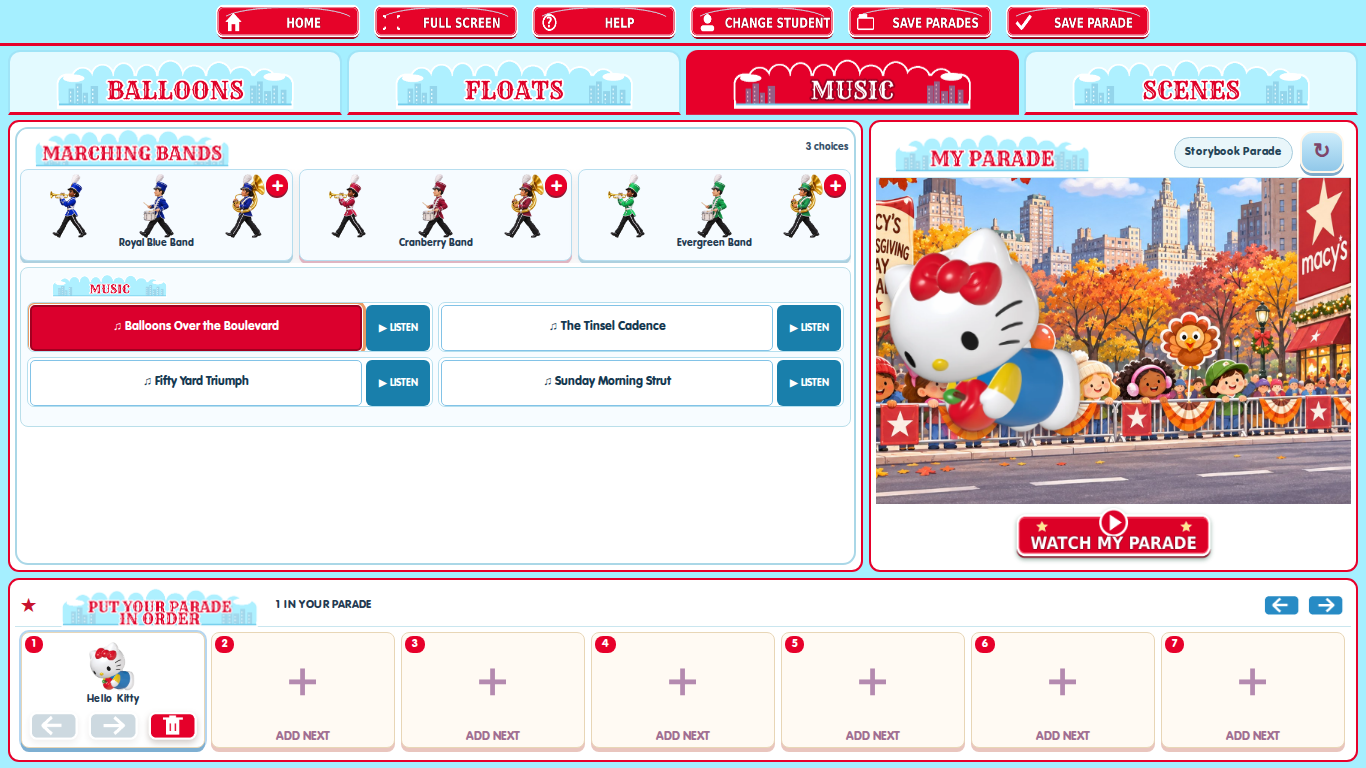 HOME
FULL SCREEN
HELP
CHANGE STUDENT
SAVE PARADES
SAVE PARADE
BALLOONS
FLOATS
MUSIC
SCENES
MARCHING BANDS
3 choices
Royal Blue Band
Cranberry Band
Evergreen Band
MUSIC
♫ Balloons Over the Boulevard
▶ LISTEN
♫ The Tinsel Cadence
▶ LISTEN
♫ Fifty Yard Triumph
▶ LISTEN
♫ Sunday Morning Strut
▶ LISTEN
MY PARADE
Storybook Parade
CY'S
SGIVING
AY
macy's
WATCH MY PARADE
PUT YOUR PARADE
IN ORDER
1 IN YOUR PARADE
1
Hello Kitty
2
ADD NEXT
3
ADD NEXT
4
ADD NEXT
5
ADD NEXT
6
ADD NEXT
7
ADD NEXT